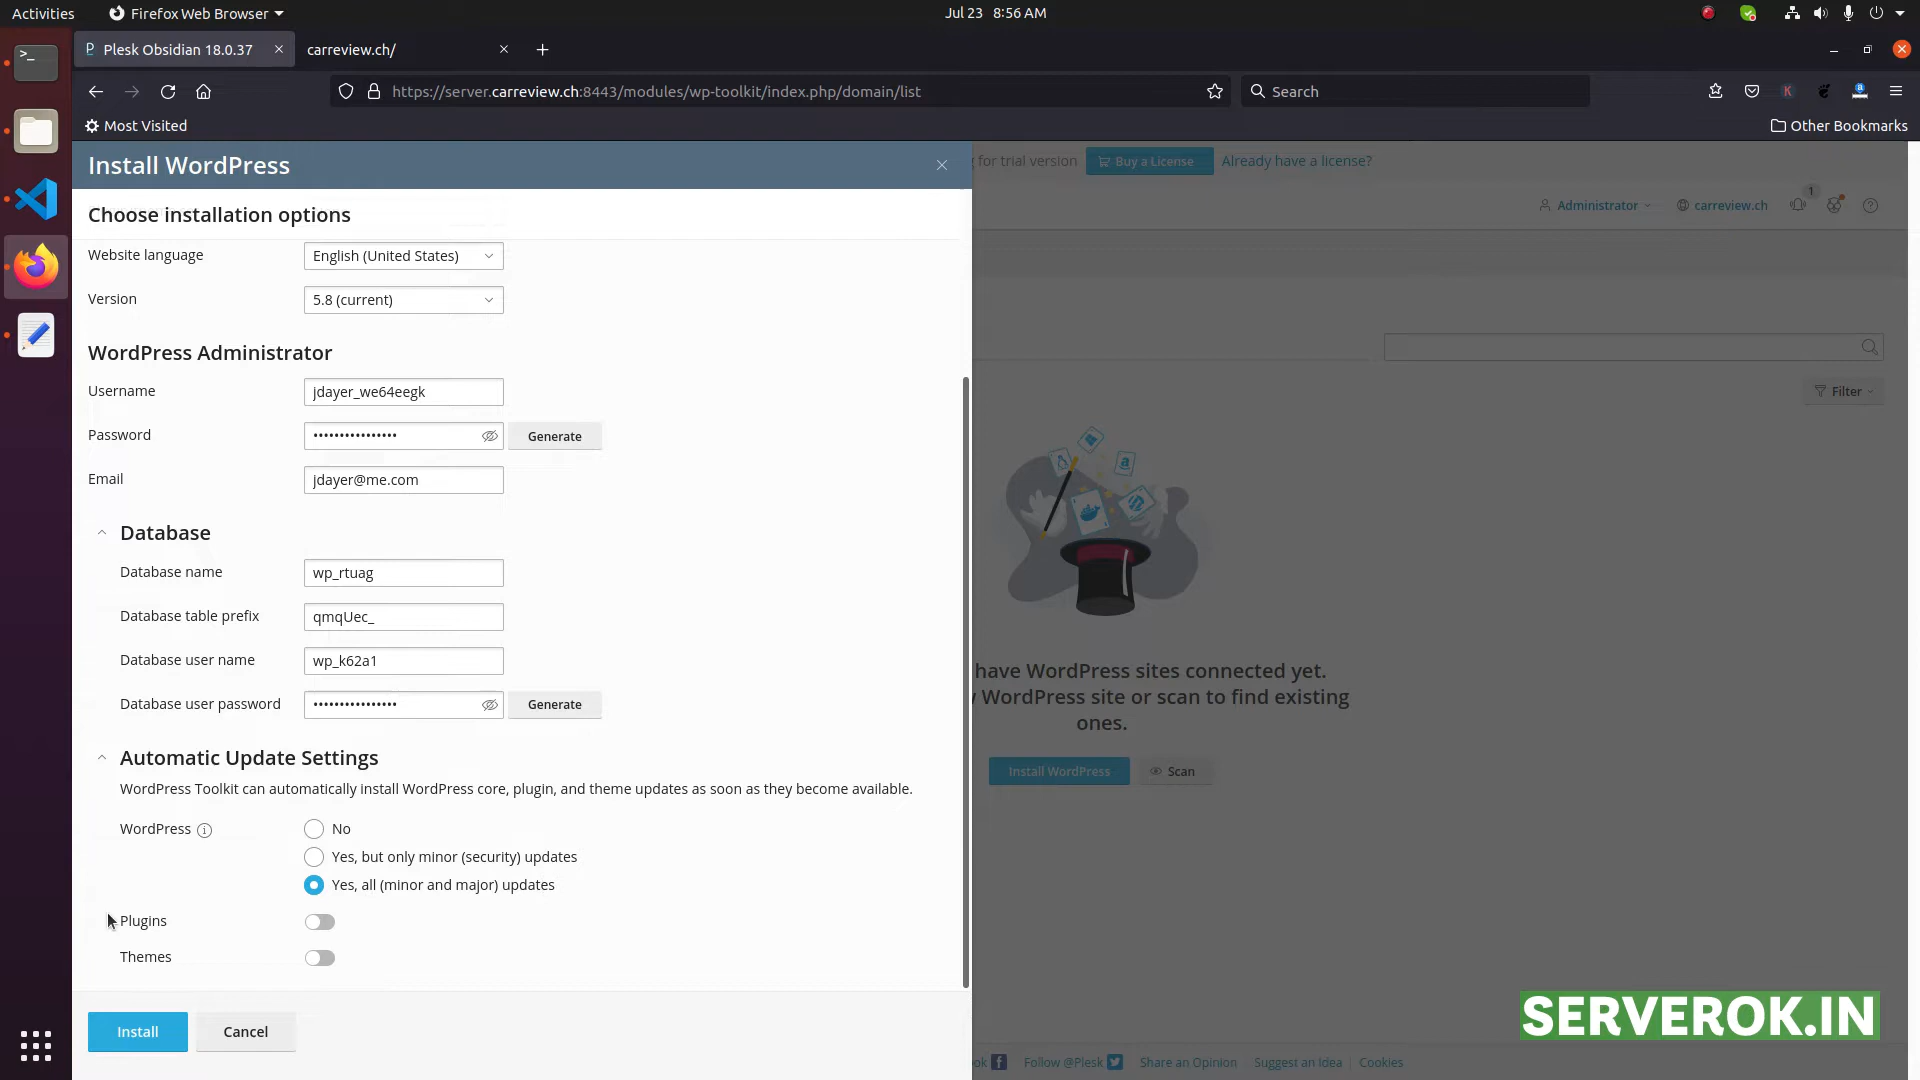 Activities
Firefox Web Browser
Jul 23 8:56 AM
Plesk Obsidian 18.0.37
carreview.ch/
https://server.carreview.ch:8443/modules/wp-toolkit/index.php/domain/list
Search
Most Visited
Other Bookmarks
Install WordPress
for trial version
Buy a License
Already have a license?
Choose installation options
1
Administrator
carreview.ch
Website language
English (United States)
Version
5.8 (current)
WordPress Administrator
Username
jdayer_we64eegk
Filter
Password
••••••••••••••••
Generate
Email
jdayer@me.com
Database
Database name
wp_rtuag
Database table prefix
qmqUec_
Database user name
wp_k62a1
have WordPress sites connected yet.
WordPress site or scan to find existing
ones.
Database user password
••••••••••••••••
Generate
Automatic Update Settings
Install WordPress
Scan
WordPress Toolkit can automatically install WordPress core, plugin, and theme updates as soon as they become available.
WordPress
No
Yes, but only minor (security) updates
Yes, all (minor and major) updates
Plugins
Themes
Install
Cancel
SERVEROK.IN
Follow @Plesk
Share an Opinion
Suggest an Idea
Cookies